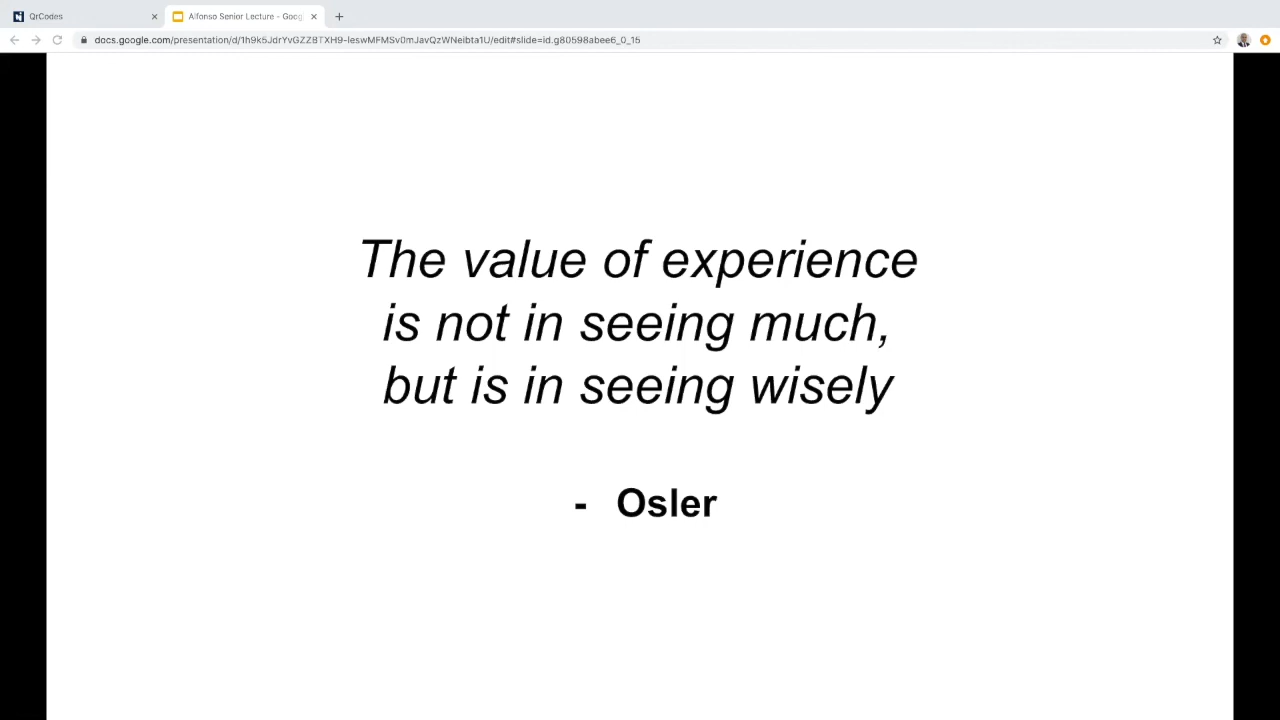 QrCodes
Alfonso Senior Lecture - Goog
The value of experience
is not in seeing much,
but is in seeing wisely
- Osler